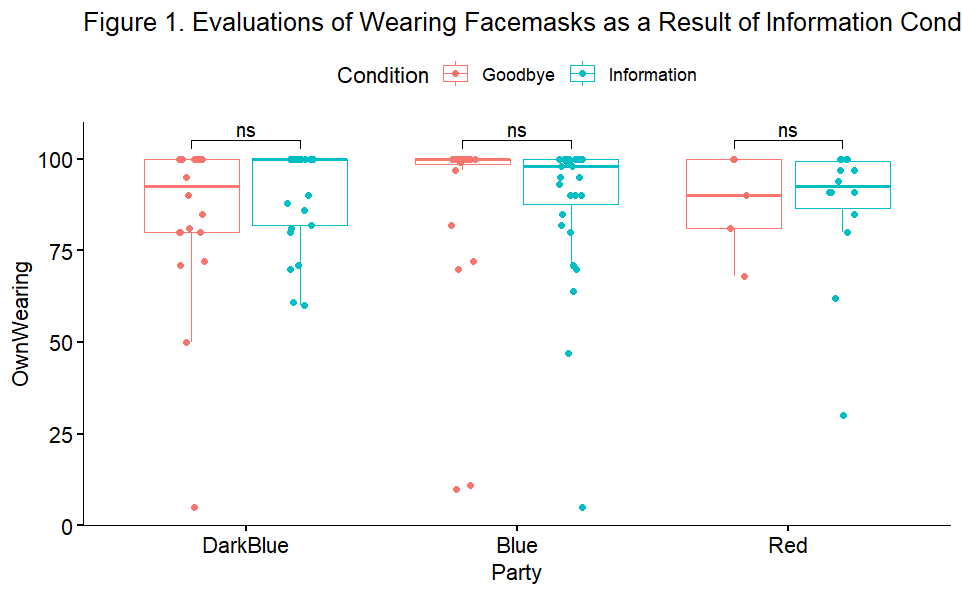 Figure 1. Evaluations of Wearing Facemasks as a Result of Information Cond
Condition Goodbye Information
ns ns ns
100
75
50
25
0
OwnWearing
DarkBlue Blue Red
Party